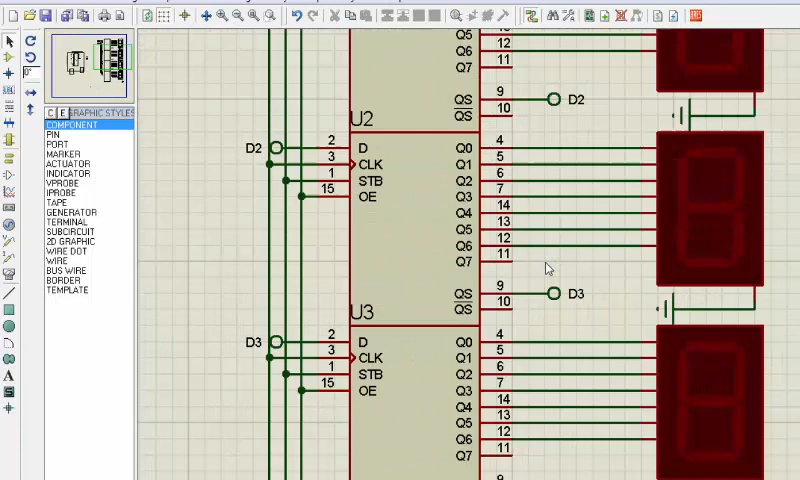 0°
C E GRAPHIC STYLES
COMPONENT
PIN
PORT
MARKER
ACTUATOR
INDICATOR
VPROBE
IPROBE
TAPE
GENERATOR
TERMINAL
SUBCIRCUIT
2D GRAPHIC
WIRE DOT
WIRE
BUS WIRE
BORDER
TEMPLATE
A
Q5
Q6 12
Q7 11
QS 9 D2
QS 10
U2
D2 2 D Q0 4
3 CLK Q1 5
1 STB Q2 6
15 OE Q3 7
Q4 14
Q5 13
Q6 12
Q7 11
QS 9 D3
QS 10
U3
D3 2 D Q0 4
3 CLK Q1 5
1 STB Q2 6
15 OE Q3 7
Q4 14
Q5 13
Q6 12
Q7 11